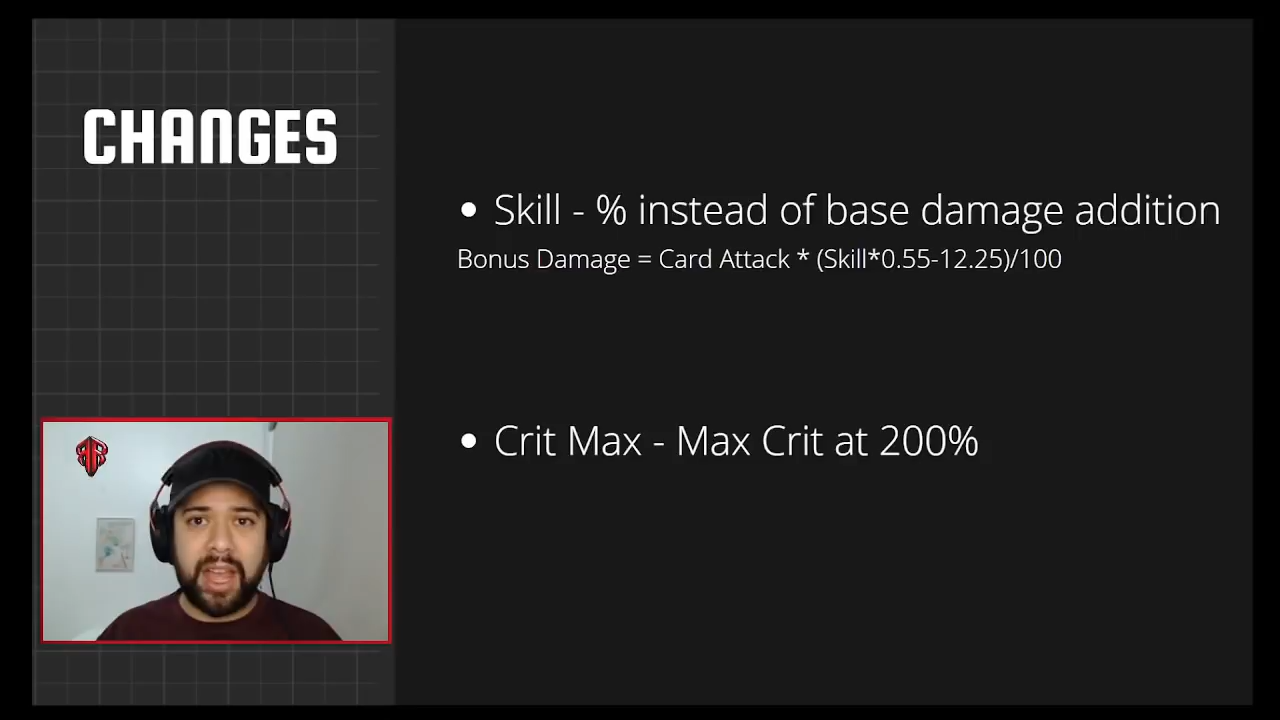 CHANGES
• Skill - % instead of base damage addition
Bonus Damage = Card Attack * (Skill*0.55-12.25)/100
• Crit Max - Max Crit at 200%